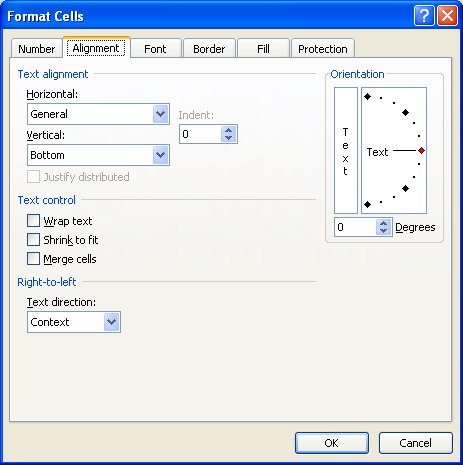 Format Cells
Number Alignment Font Border Fill Protection
Text alignment
Horizontal:
General
Indent:
0
Vertical:
Bottom
Justify distributed
Text control
Wrap text
Shrink to fit
Merge cells
Right-to-left
Text direction:
Context
Orientation
Text
Text
0 Degrees
OK Cancel